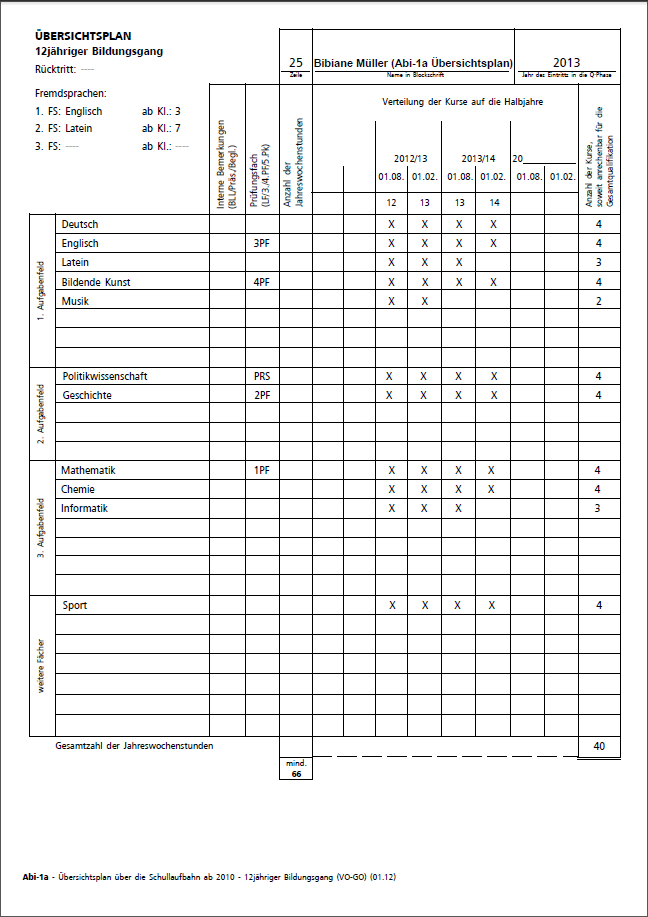 ÜBERSICHTSPLAN
12jähriger Bildungsgang
Rücktritt: ----
25 Bibiane Müller (Abi-1a Übersichtsplan) 2013
Zeile Name in Blockschrift Jahr des Eintritts in die Q-Phase
Fremdsprachen:
1. FS: Englisch ab Kl.: 3
2. FS: Latein ab Kl.: 7
3. FS: ---- ab Kl.: ----
Interne Bemerkungen
(BLL/Präs./Begl.)
Prüfungsfach
(LF/3./4.PF/5.PK)
Anzahl der
Jahreswochenstunden
Verteilung der Kurse auf die Halbjahre
2012/13 2013/14 20
01.08. 01.02. 01.08. 01.02. 01.08. 01.02.
12 13 13 14
Anzahl der Kurse,
soweit anrechenbar für die
Gesamtqualifikation
1. Aufgabenfeld
Deutsch X X X X 4
Englisch 3PF X X X X 4
Latein X X X 3
Bildende Kunst 4PF X X X X 4
Musik X X 2
2. Aufgabenfeld
Politikwissenschaft PRS X X X X 4
Geschichte 2PF X X X X 4
3. Aufgabenfeld
Mathematik 1PF X X X X 4
Chemie X X X X 4
Informatik X X X 3
weitere Fächer
Sport X X X X 4
Gesamtzahl der Jahreswochenstunden 40
mind.
66
Abi-1a - Übersichtsplan über die Schullaufbahn ab 2010 - 12jähriger Bildungsgang (VO-GO) (01.12)